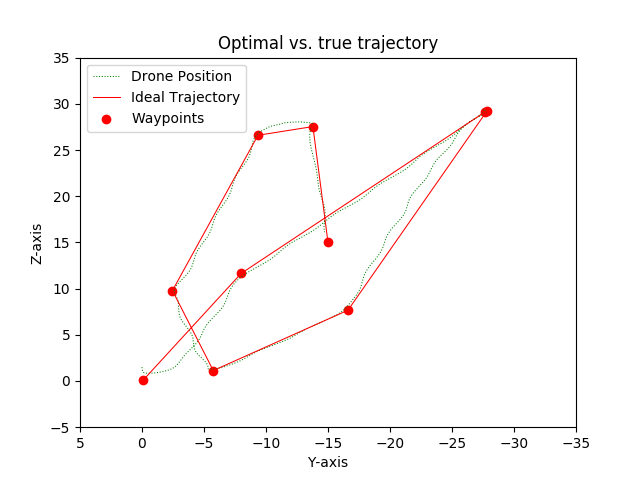 Optimal vs. true trajectory
Drone Position
Ideal Trajectory
Waypoints
35
30
25
20
15
10
5
0
−5
Z-axis
5 0 −5 −10 −15 −20 −25 −30 −35
Y-axis